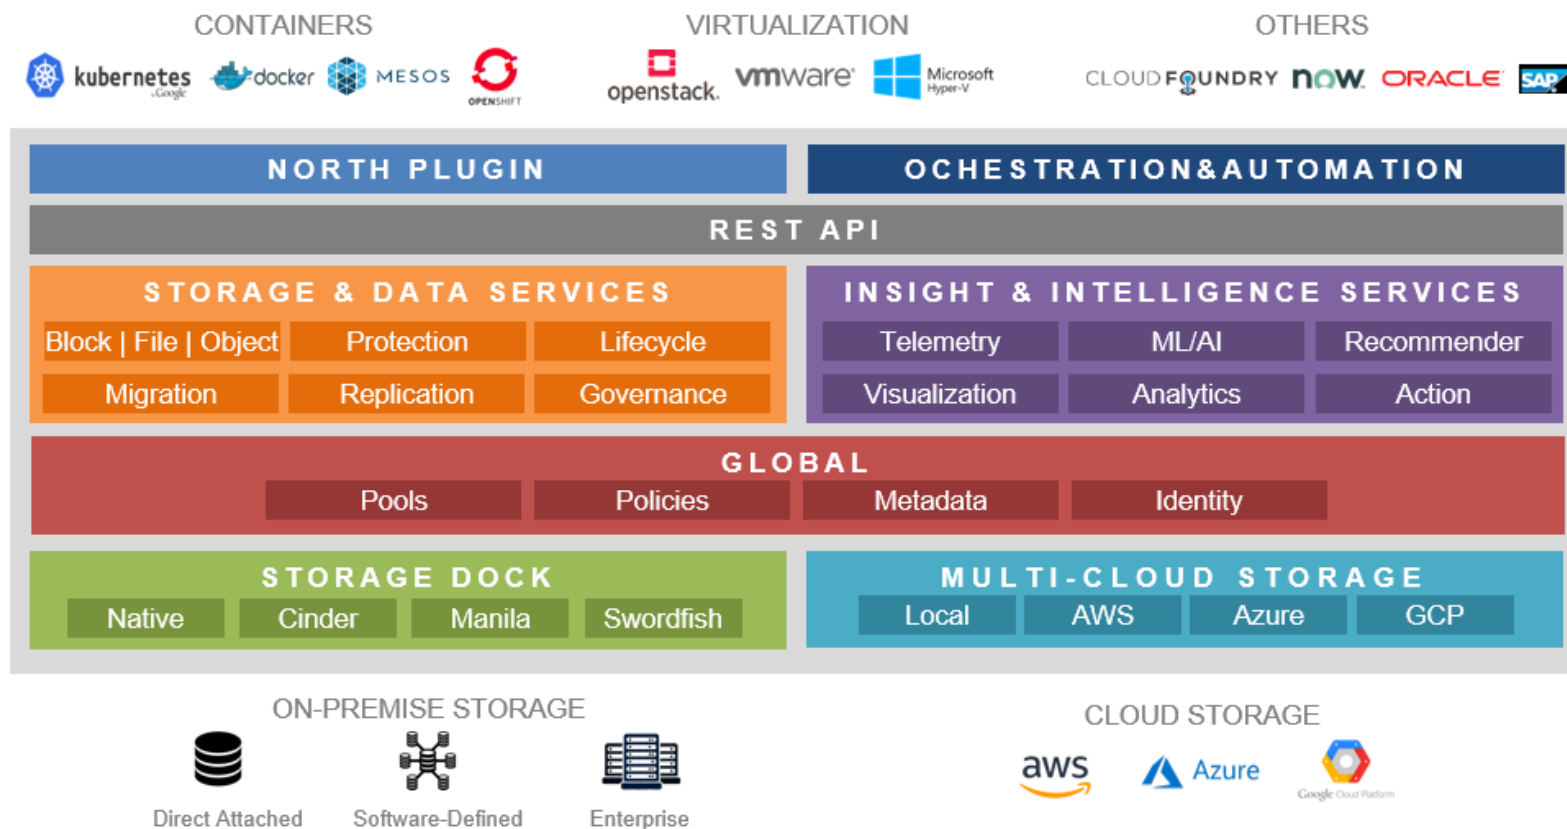 CONTAINERS VIRTUALIZATION OTHERS
kubernetes docker MESOS OPENSHIFT openstack. vmware Microsoft CLOUD FOUNDRY now. ORACLE SAP
by Google Hyper-V
NORTH PLUGIN OCHESTRATION&AUTOMATION
REST API
STORAGE & DATA SERVICES INSIGHT & INTELLIGENCE SERVICES
Block | File | Object Protection Lifecycle Telemetry ML/AI Recommender
Migration Replication Governance Visualization Analytics Action
GLOBAL
Pools Policies Metadata Identity
STORAGE DOCK MULTI-CLOUD STORAGE
Native Cinder Manila Swordfish Local AWS Azure GCP
ON-PREMISE STORAGE CLOUD STORAGE
aws Azure Google Cloud Platform
Direct Attached Software-Defined Enterprise